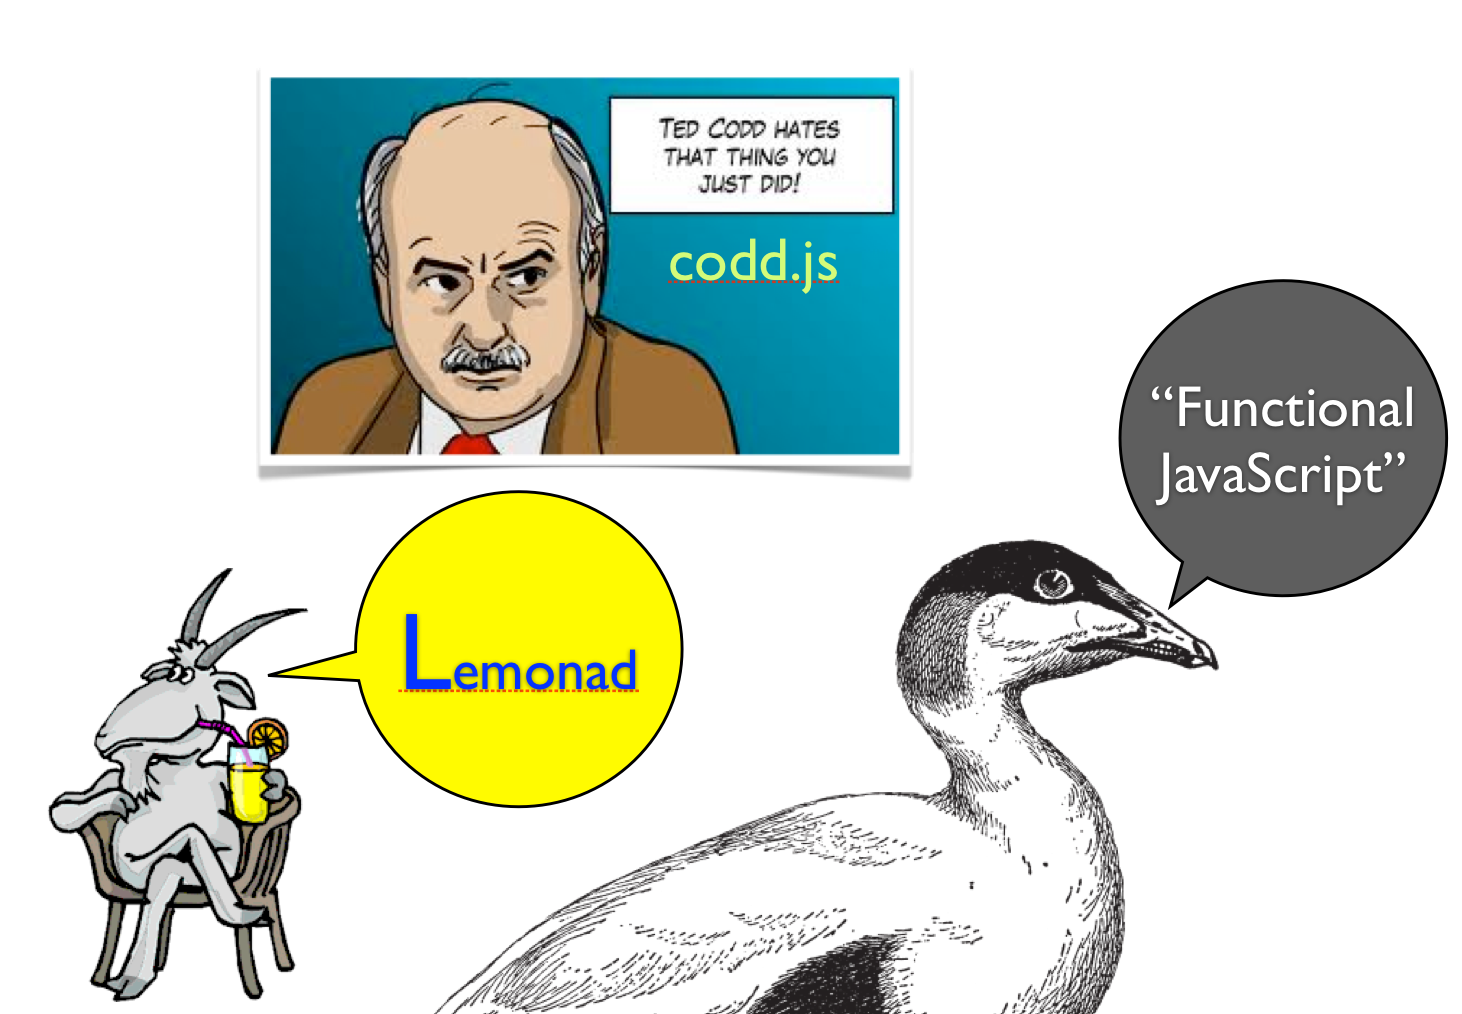 TED CODD HATES
THAT THING YOU
JUST DID!
codd.js
“Functional
JavaScript”
Lemonad